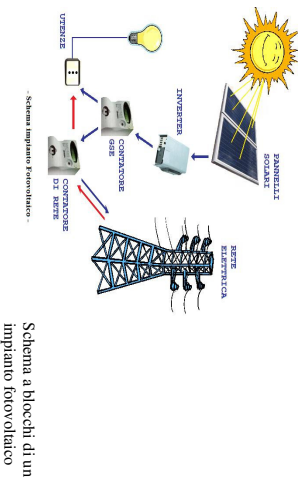 PANNELLI
SOLARI
INVERTER
CONTATORE
GSE
UTENZE
CONTATORE
DI RETE
RETE
ELETTRICA
- Schema impianto Fotovoltaico -
Schema a blocchi di un
impianto fotovoltaico